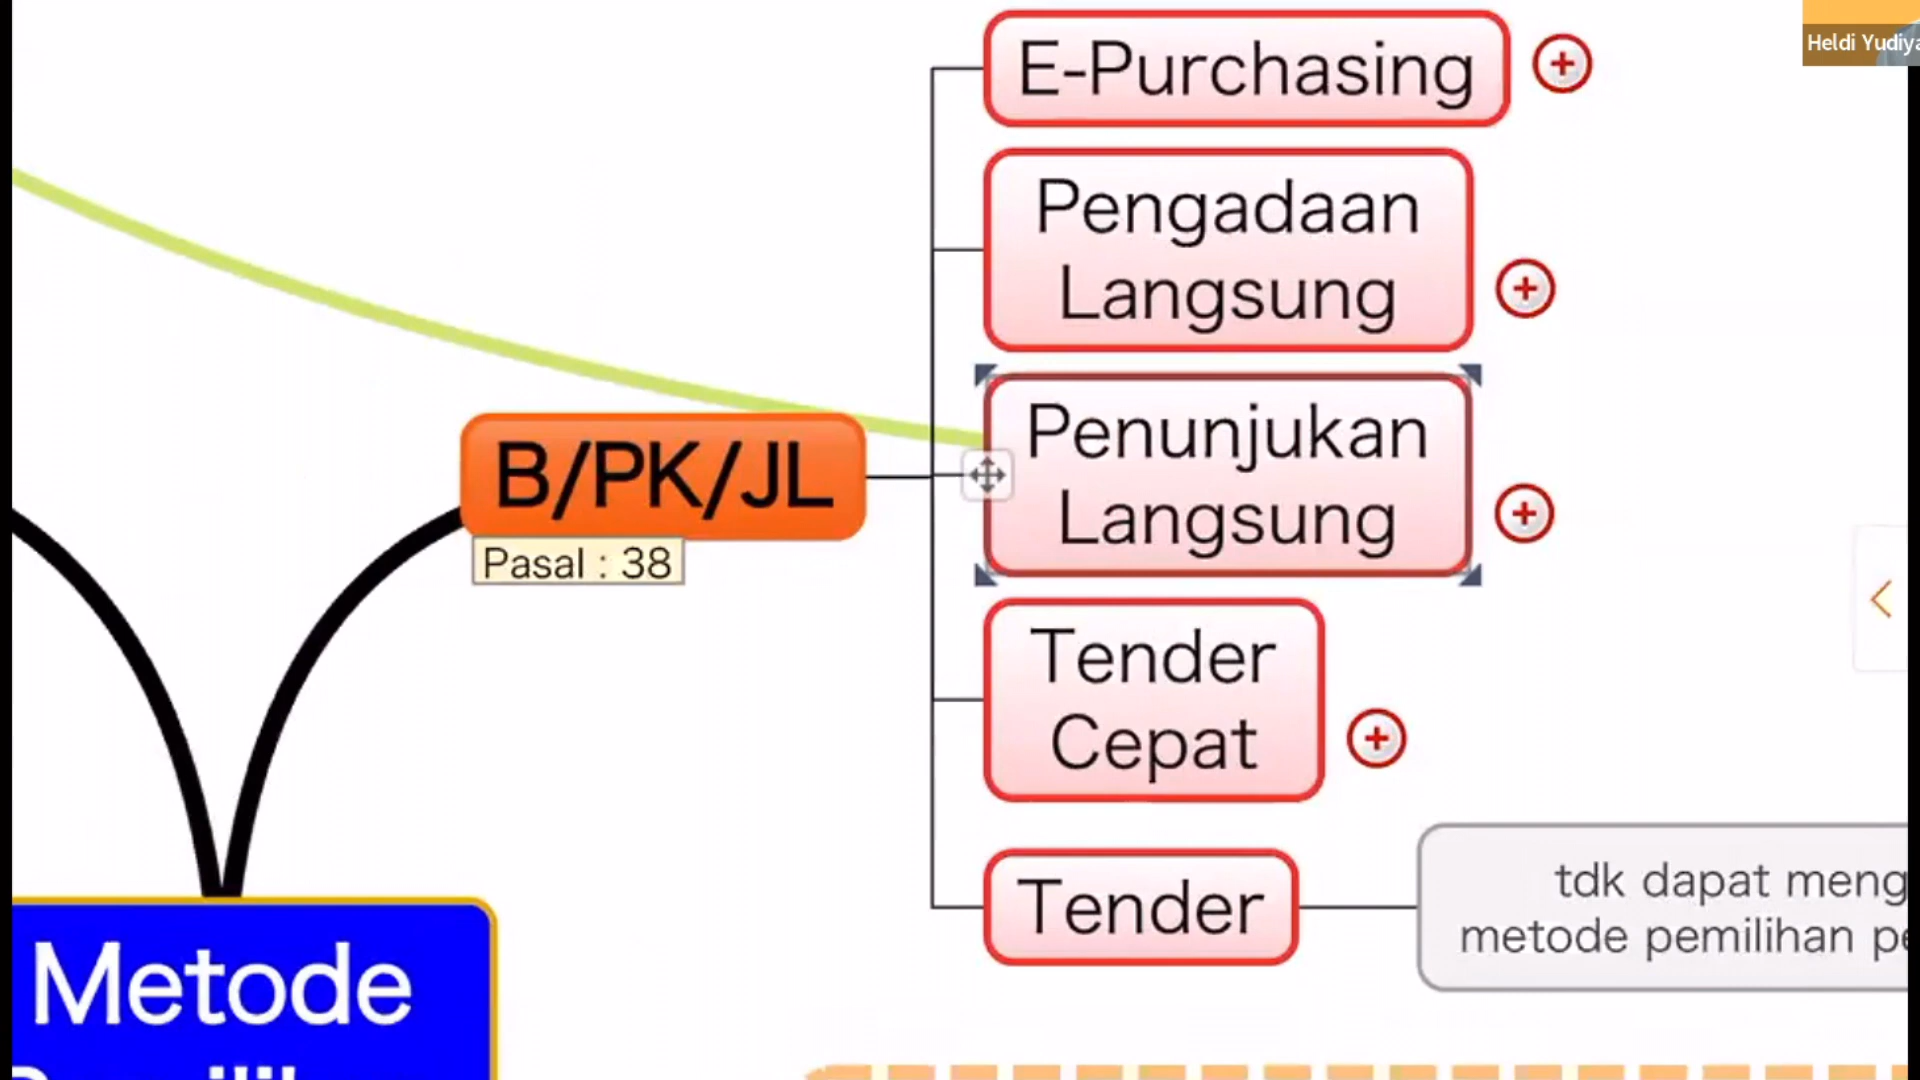 E-Purchasing
Heldi Yudiya
Pengadaan
Langsung
Penunjukan
Langsung
B/PK/JL
Pasal : 38
Tender
Cepat
Tender
tdk dapat meng
metode pemilihan pe
Metode